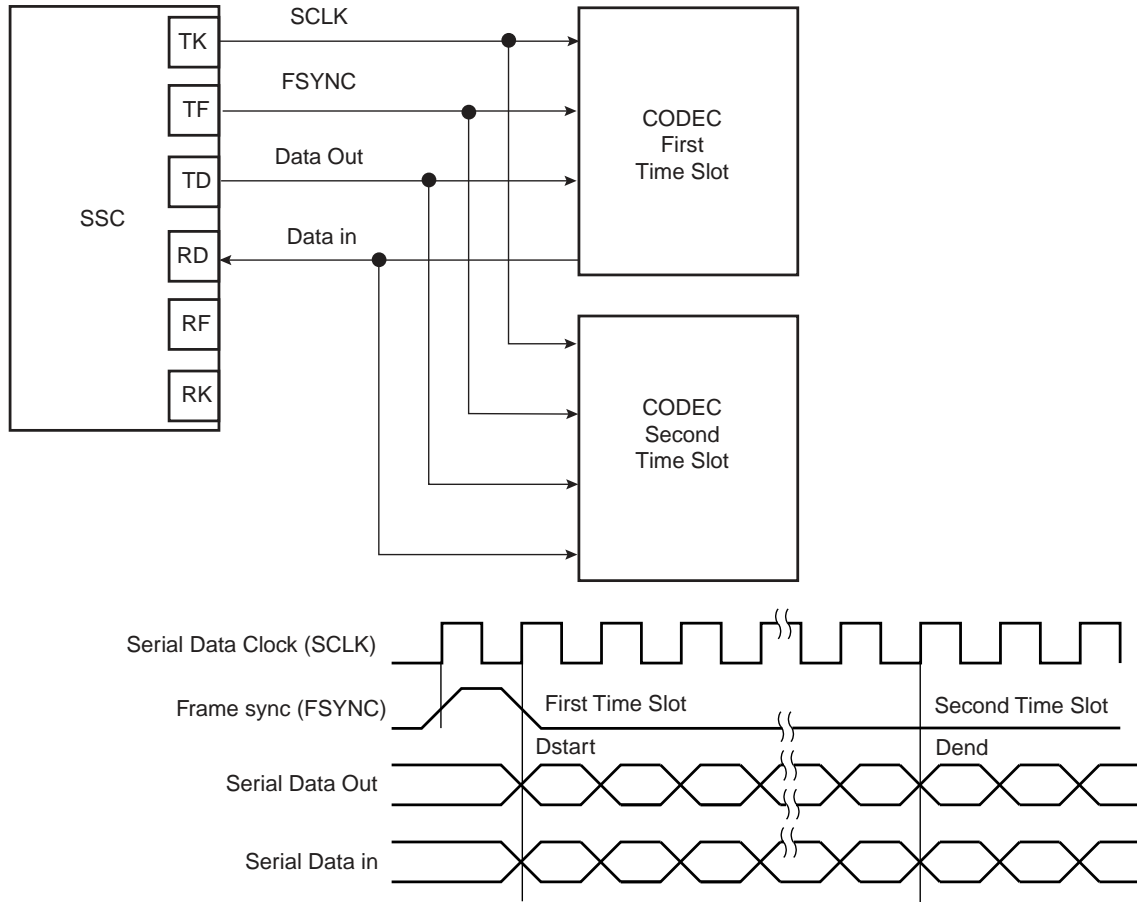 SCLK
TK
FSYNC
TF
CODEC
First
Time Slot
Data Out
TD
SSC
Data in
RD
RF
RK
CODEC
Second
Time Slot
Serial Data Clock (SCLK)
Frame sync (FSYNC)
First Time Slot
Second Time Slot
Dstart
Dend
Serial Data Out
Serial Data in